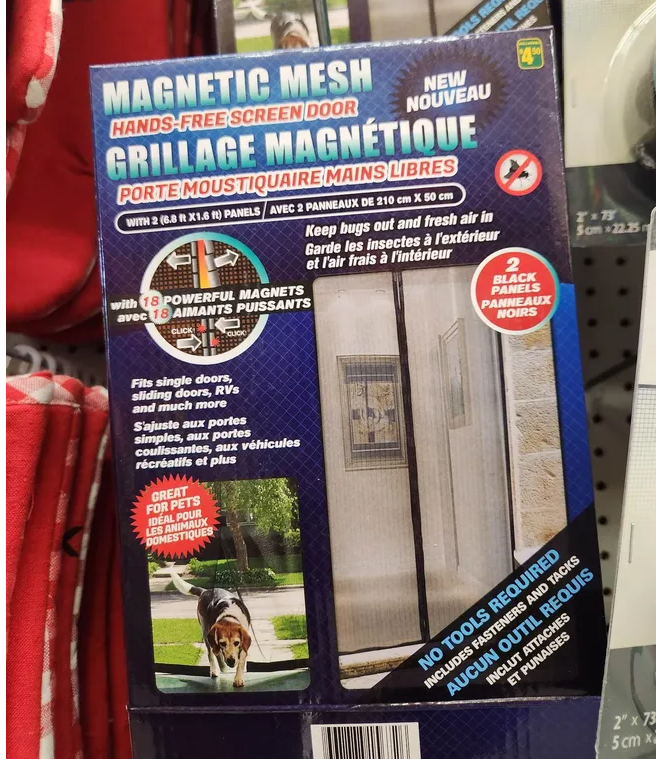 $4.50
MAGNETIC MESH
HANDS-FREE SCREEN DOOR
NEW
NOUVEAU
GRILLAGE MAGNÉTIQUE
PORTE MOUSTIQUAIRE MAINS LIBRES
WITH 2 (6.8 ft X1.6 ft) PANELS / AVEC 2 PANNEAUX DE 210 cm X 50 cm
Keep bugs out and fresh air in
Garde les insectes à l'extérieur
et l'air frais à l'intérieur
2
BLACK
PANELS
PANNEAUX
NOIRS
with 18 POWERFUL MAGNETS
avec 18 AIMANTS PUISSANTS
CLICK!
CLICK!
Fits single doors,
sliding doors, RVs
and much more
S'ajuste aux portes
simples, aux portes
coulissantes, aux véhicules
récréatifs et plus
GREAT
FOR PETS
IDÉAL POUR
LES ANIMAUX
DOMESTIQUES
NO TOOLS REQUIRED
INCLUDES FASTENERS AND TACKS
AUCUN OUTIL REQUIS
INCLUT ATTACHES
ET PUNAISES
2" x 73'
5 cm x 22.25 m
2" x 73
5 cm x